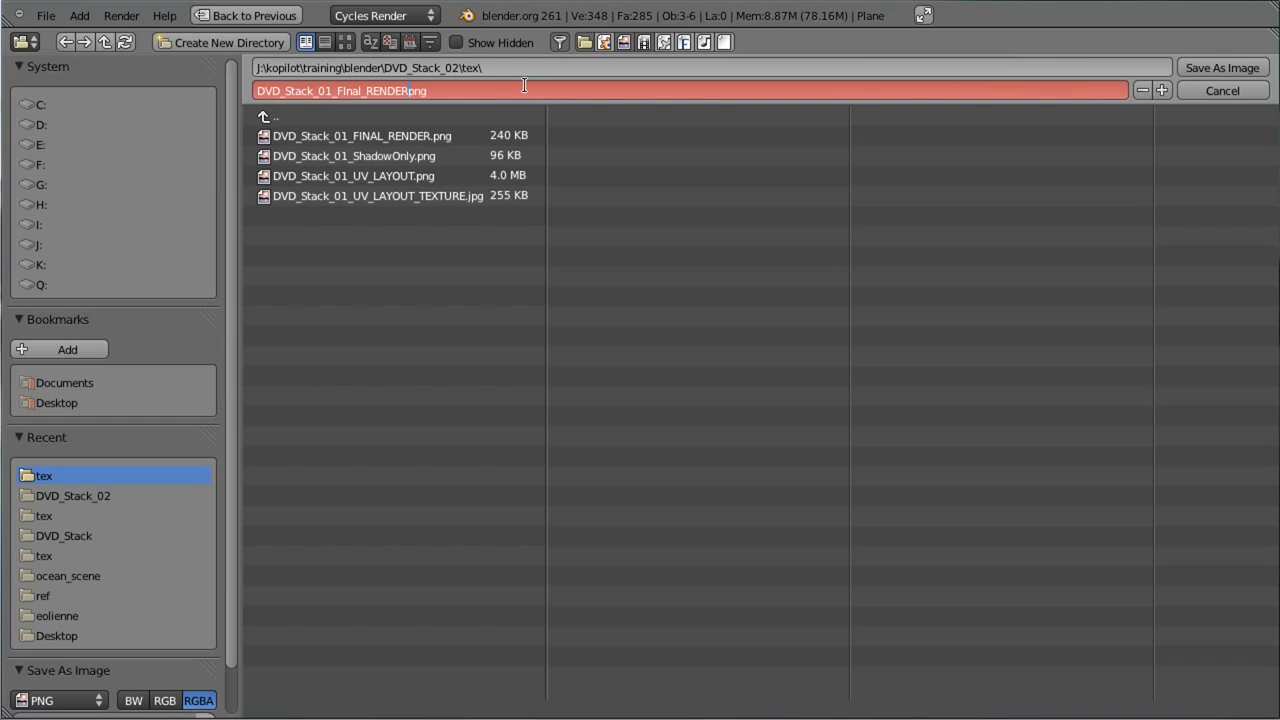 File Add Render Help Back to Previous Cycles Render blender.org 261 | Ve:348 | Fa:285 | Ob:3-6 | La:0 | Mem:8.87M (78.16M) | Plane
Create New Directory Show Hidden
System
J:\kopilot\training\blender\DVD_Stack_02\tex\ Save As Image
DVD_Stack_01_FInal_RENDERpng Cancel
C:
D:
E:
F:
G:
H:
I:
J:
K:
Q:
..
DVD_Stack_01_FINAL_RENDER.png 240 KB
DVD_Stack_01_ShadowOnly.png 96 KB
DVD_Stack_01_UV_LAYOUT.png 4.0 MB
DVD_Stack_01_UV_LAYOUT_TEXTURE.jpg 255 KB
Bookmarks
Add
Documents
Desktop
Recent
tex
DVD_Stack_02
tex
DVD_Stack
tex
ocean_scene
ref
eolienne
Desktop
Save As Image
PNG BW RGB RGBA